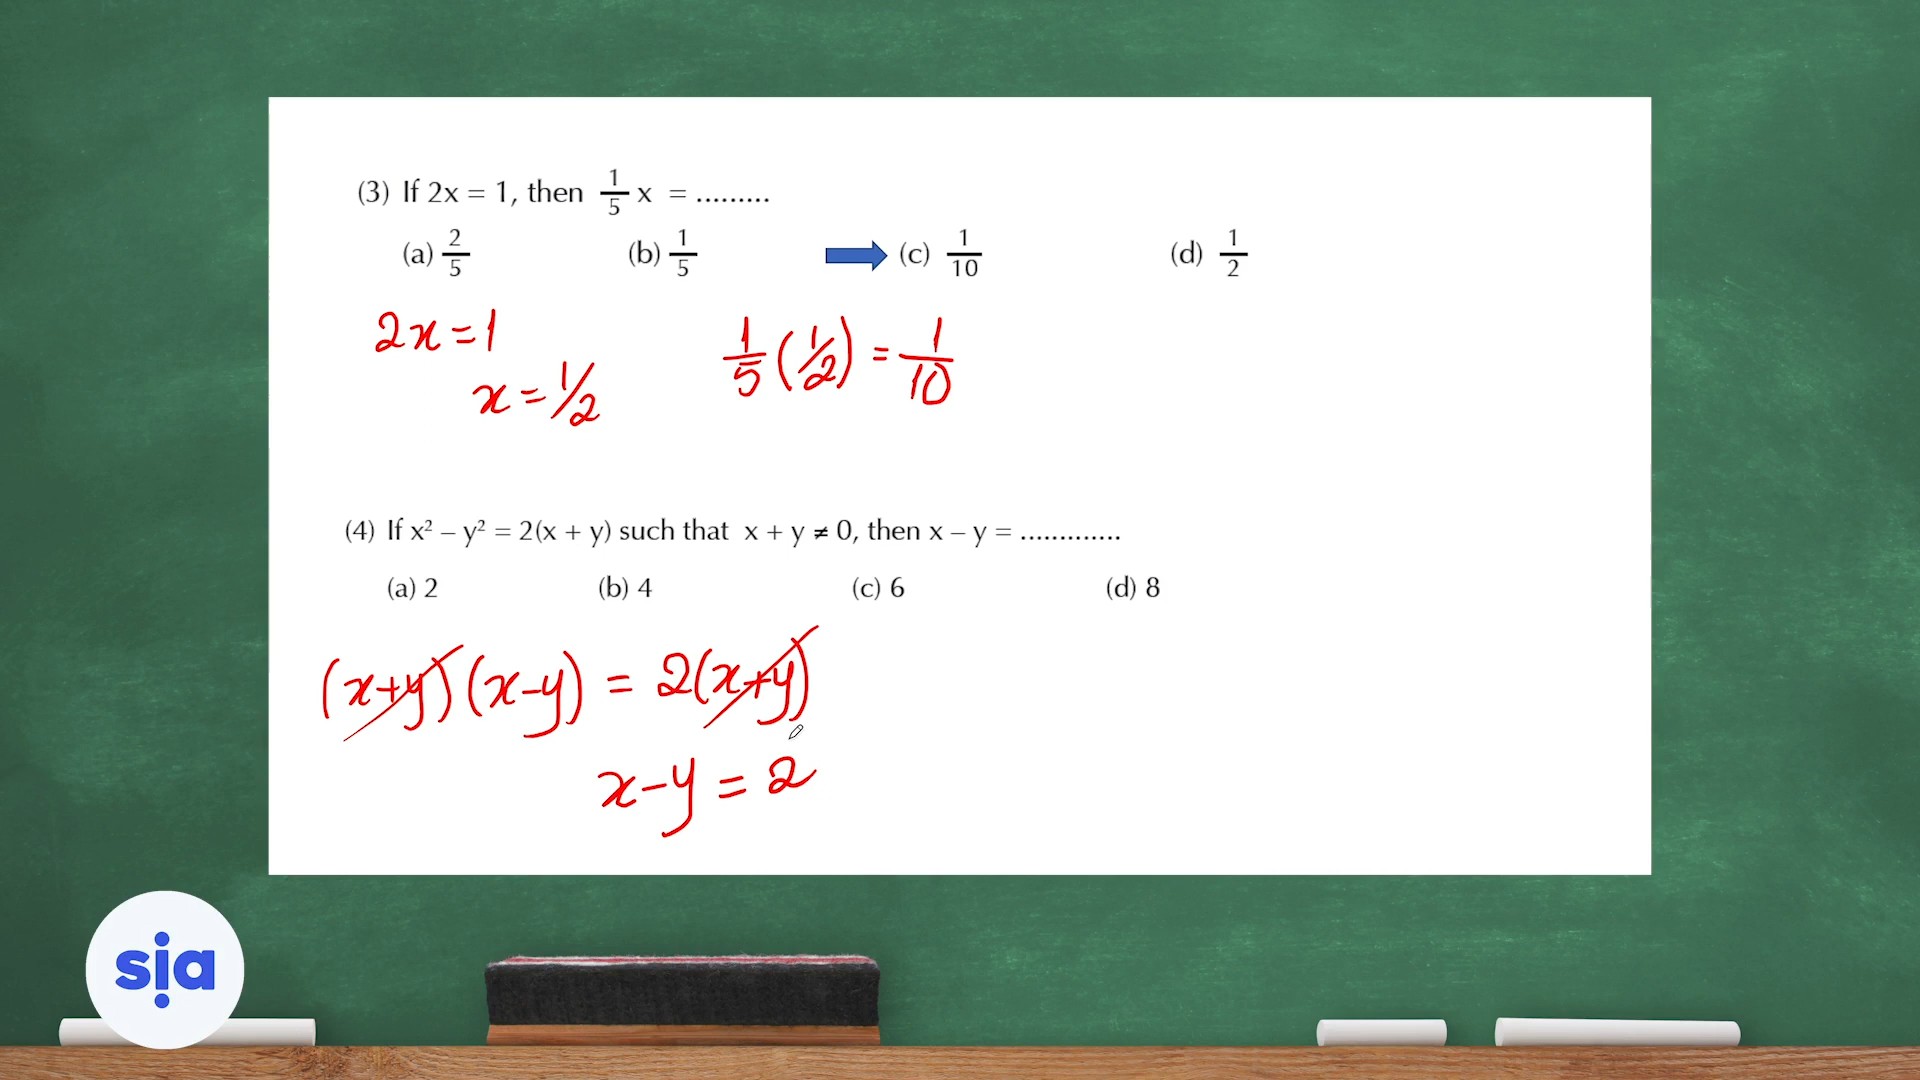 (3) If 2x = 1, then 1/5 x = .........
(a) 2/5 (b) 1/5 (c) 1/10 (d) 1/2
2x = 1
x = 1/2
1/5 (1/2) = 1/10
(4) If x² – y² = 2(x + y) such that x + y ≠ 0, then x – y = .............
(a) 2 (b) 4 (c) 6 (d) 8
(x+y)(x-y) = 2(x+y)
x-y = 2
sia